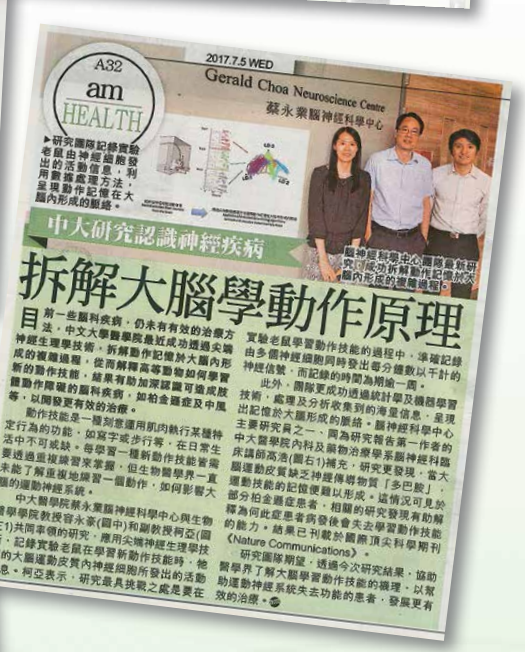 A32
am
HEALTH
2017.7.5 WED
Gerald Choa Neuroscience Centre
蔡永業腦神經科學中心
▶研究團隊記錄實驗
老鼠由神經細胞發
出的活動信息，利
用數據處理方法，
呈現動作記憶在大
腦內形成的脈絡。
腦神經科學中心團隊最新研
究，成功拆解動作記憶於大
腦內形成的複雜過程。
中大研究認識神經疾病
拆解大腦學動作原理
目前一些腦科疾病，仍未有有效的治療方
法，中文大學醫學院最近成功透過尖端
神經生理學技術，拆解動作記憶於大腦內形
成的複雜過程，從而解釋高等動物如何學習
新的動作技能，結果有助加深認識可造成肢
體動作障礙的腦科疾病，如柏金遜症及中風
等，以開發更有效的治療。
動作技能是一種刻意運用肌肉執行某種特
定行為的功能，如寫字或步行等，在日常生
活中不可或缺。每學習一種新動作技能皆需
要透過重複練習來掌握，但生物醫學界一直
未能了解重複地練習一個動作，如何影響大
腦的運動神經系統。
中大醫學院蔡永業腦神經科學中心與生物
醫學學院教授容永豪(圖中)和副教授柯亞(圖
左1)共同率領的研究，應用尖端神經生理學技
術，記錄實驗老鼠在學習新動作技能時，牠
的大腦運動皮質內神經細胞所發出的活動
息。柯亞表示，研究最具挑戰之處是要在
實驗老鼠學習動作技能的過程中，準確記錄
由多個神經細胞同時發出每分鐘數以千計的
神經信號，而記錄的時間為期逾一周。
此外，團隊更成功透過統計學及機器學習
技術，處理及分析收集到的海量信息，呈現
出記憶於大腦形成的脈絡。腦神經科學中心
主要研究員之一，同為研究報告第一作者的
中大醫學院內科及藥物治療學系腦神經科臨
床講師高浩(圖右1)補充，研究更發現，當大
腦運動皮質缺乏神經傳導物質「多巴胺」，
運動技能的記憶便難以形成。這情況可見於
部分柏金遜症患者，相關的研究發現有助解
釋為何此症患者病發後會失去學習動作技能
的能力。結果已刊載於國際頂尖科學期刊
《Nature Communications》。
研究團隊期望，透過今次研究結果，協助
醫學界了解大腦學習動作技能的機理，以幫
助運動神經系統失去功能的患者，發展更有
效的治療。